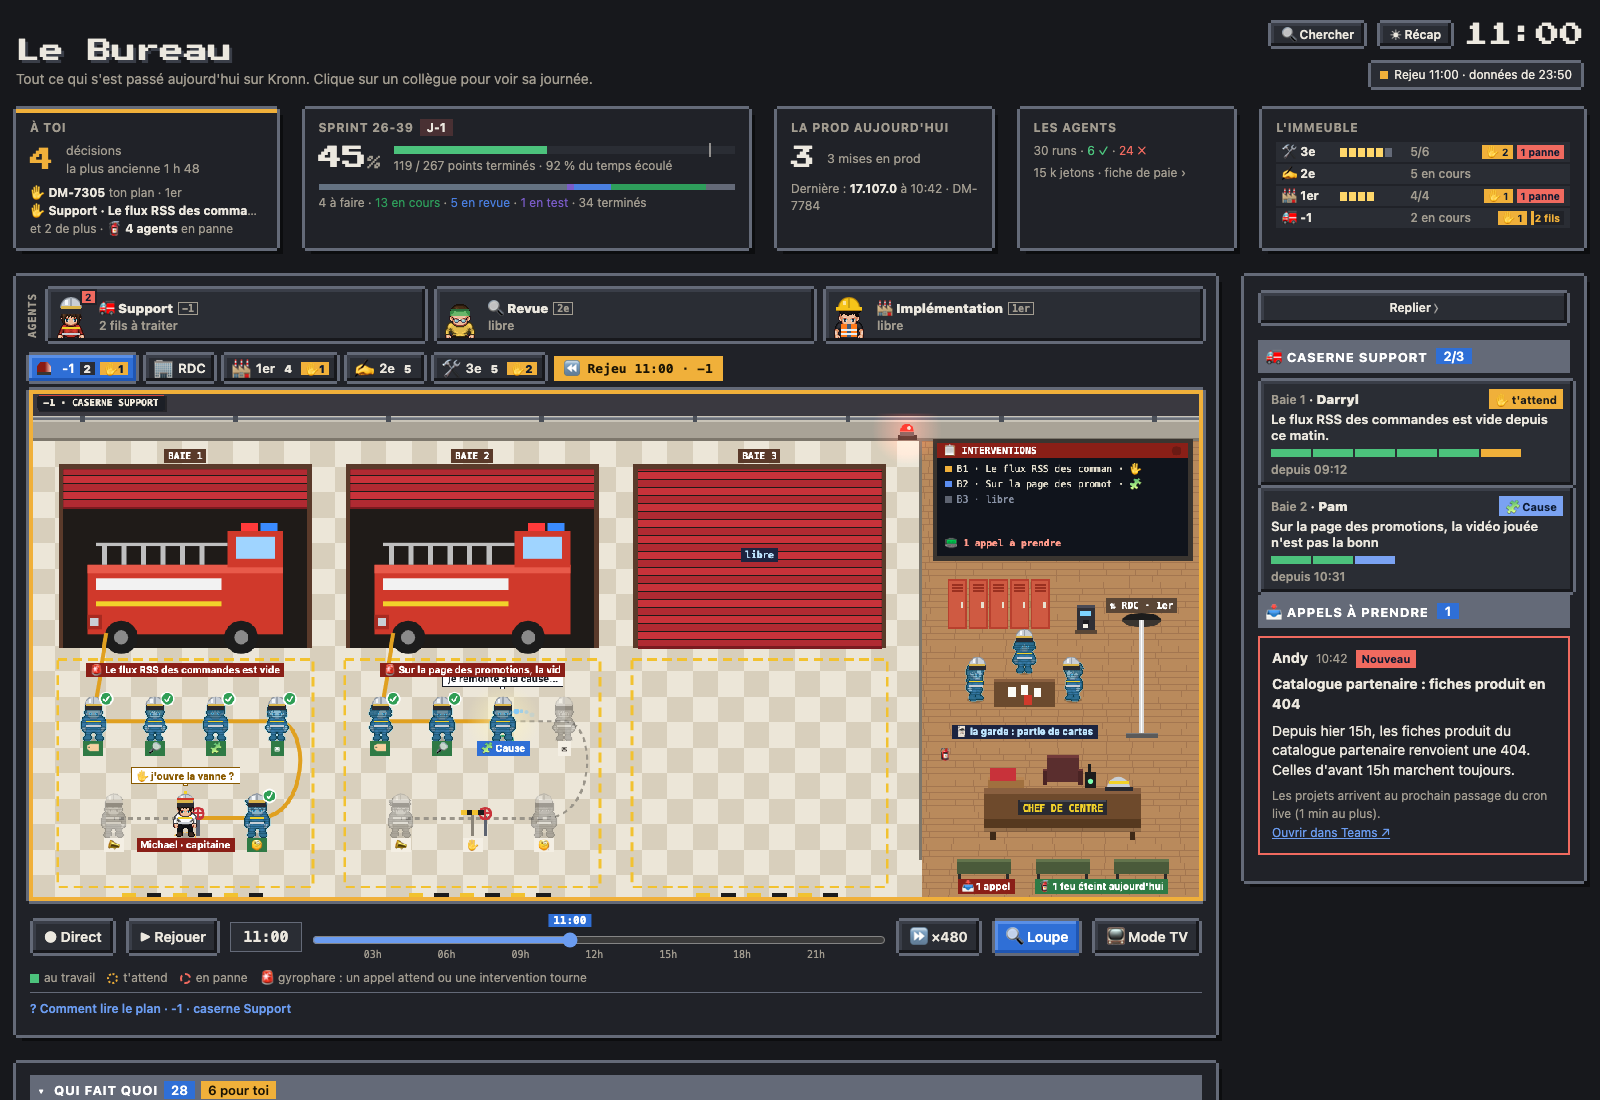 Le Bureau
Tout ce qui s'est passé aujourd'hui sur Kronn. Clique sur un collègue pour voir sa journée.
Chercher
Récap
11:00
Rejeu 11:00 · données de 23:50
À TOI
4
décisions
la plus ancienne 1 h 48
DM-7305 ton plan · 1er
Support · Le flux RSS des comma…
et 2 de plus · 4 agents en panne
SPRINT 26-39 J-1
45%
119 / 267 points terminés · 92 % du temps écoulé
4 à faire · 13 en cours · 5 en revue · 1 en test · 34 terminés
LA PROD AUJOURD'HUI
3
3 mises en prod
Dernière : 17.107.0 à 10:42 · DM-
7784
LES AGENTS
30 runs · 6 ✓ · 24 ✕
15 k jetons · fiche de paie ›
L'IMMEUBLE
3e 5/6 2 1 panne
2e 5 en cours
1er 4/4 1 1 panne
-1 2 en cours 1 2 fils
AGENTS
2
Support -1
2 fils à traiter
Revue 2e
libre
Implémentation 1er
libre
-1 2 1
RDC
1er 4 1
2e 5
3e 5 2
Rejeu 11:00 · -1
-1 · CASERNE SUPPORT
BAIE 1
BAIE 2
BAIE 3
libre
INTERVENTIONS
B1 · Le flux RSS des comman ·
B2 · Sur la page des promot ·
B3 · libre
1 appel à prendre
RDC · 1er
Le flux RSS des commandes est vide
Sur la page des promotions, la vid
je remonte à la cause…
Cause
j'ouvre la vanne ?
Michael · capitaine
la garde : partie de cartes
CHEF DE CENTRE
1 appel
1 feu éteint aujourd'hui
Direct
Rejouer
11:00
11:00
03h 06h 09h 12h 15h 18h 21h
×480
Loupe
Mode TV
au travail t'attend en panne gyrophare : un appel attend ou une intervention tourne
? Comment lire le plan · -1 · caserne Support
QUI FAIT QUOI 28 6 pour toi
Replier ›
CASERNE SUPPORT 2/3
Baie 1 · Darryl t'attend
Le flux RSS des commandes est vide depuis
ce matin.
depuis 09:12
Baie 2 · Pam Cause
Sur la page des promotions, la vidéo jouée
n'est pas la bonn
depuis 10:31
APPELS À PRENDRE 1
Andy 10:42 Nouveau
Catalogue partenaire : fiches produit en
404
Depuis hier 15h, les fiches produit du
catalogue partenaire renvoient une 404.
Celles d'avant 15h marchent toujours.
Les projets arrivent au prochain passage du cron
live (1 min au plus).
Ouvrir dans Teams ↗